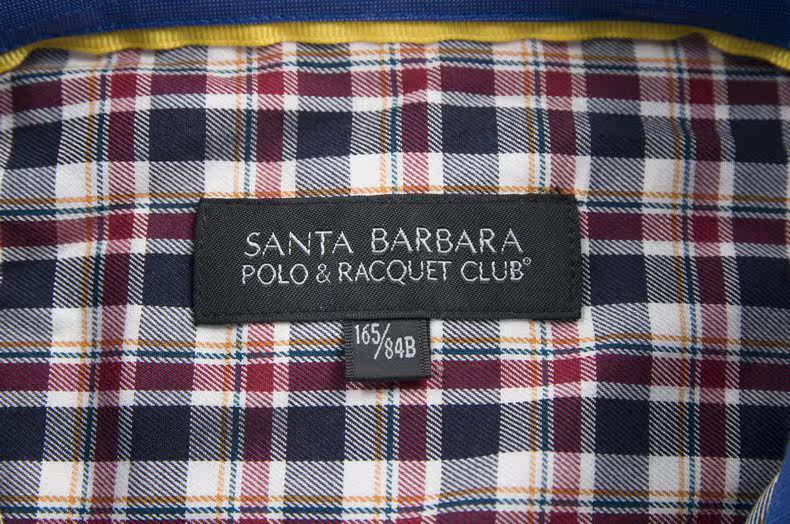 SANTA BARBARA
POLO & RACQUET CLUB®
165/84B